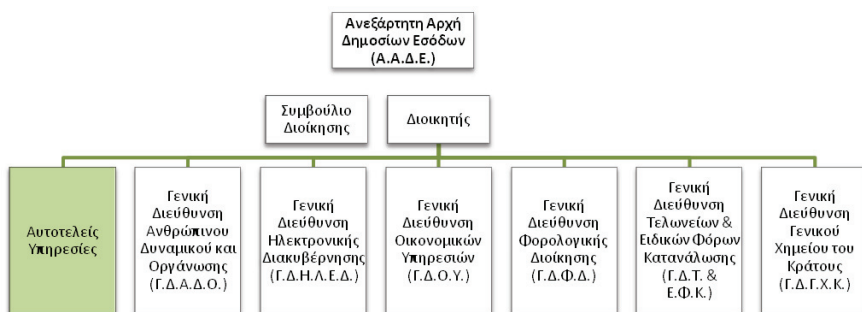 Ανεξάρτητη Αρχή
Δημοσίων Εσόδων
(Α.Α.Δ.Ε.)
Συμβούλιο
Διοίκησης
Διοικητής
Αυτοτελείς
Υπηρεσίες
Γενική
Διεύθυνση
Ανθρώπινου
Δυναμικού και
Οργάνωσης
(Γ.Δ.Α.Δ.Ο.)
Γενική
Διεύθυνση
Ηλεκτρονικής
Διακυβέρνησης
(Γ.Δ.Η.Λ.Ε.Δ.)
Γενική
Διεύθυνση
Οικονομικών
Υπηρεσιών
(Γ.Δ.Ο.Υ.)
Γενική
Διεύθυνση
Φορολογικής
Διοίκησης
(Γ.Δ.Φ.Δ.)
Γενική
Διεύθυνση
Τελωνείων &
Ειδικών Φόρων
Κατανάλωσης
(Γ.Δ.Τ. &
Ε.Φ.Κ.)
Γενική
Διεύθυνση
Γενικού
Χημείου του
Κράτους
(Γ.Δ.Γ.Χ.Κ.)